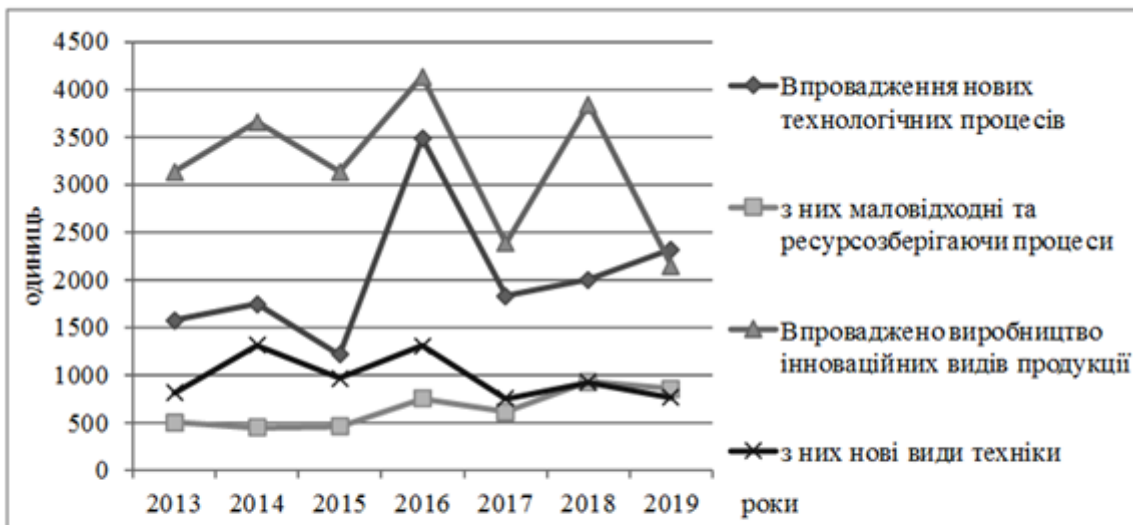 4500
4000
3500
3000
2500
2000
1500
1000
500
0
одиниць
2013 2014 2015 2016 2017 2018 2019
роки
Впровадження нових
технологічних процесів
з них маловідходні та
ресурсозберігаючи процеси
Впроваджено виробництво
інноваційних видів продукції
з них нові види техніки